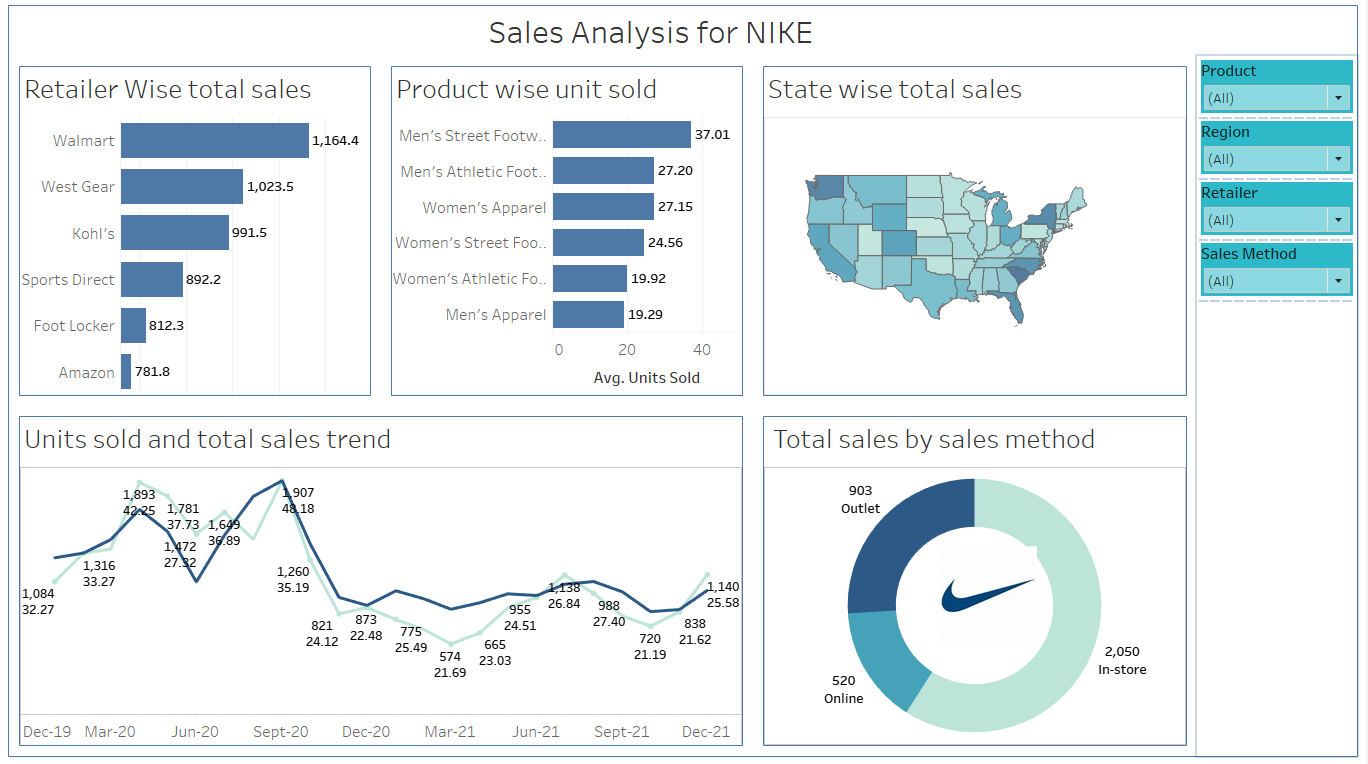 Sales Analysis for NIKE
Retailer Wise total sales
Walmart 1,164.4
West Gear 1,023.5
Kohl's 991.5
Sports Direct 892.2
Foot Locker 812.3
Amazon 781.8
Product wise unit sold
Men's Street Footw.. 37.01
Men's Athletic Foot.. 27.20
Women's Apparel 27.15
Women's Street Foo.. 24.56
Women's Athletic Fo.. 19.92
Men's Apparel 19.29
0 20 40
Avg. Units Sold
State wise total sales
Product
(All)
Region
(All)
Retailer
(All)
Sales Method
(All)
Units sold and total sales trend
1,084
32.27
1,316
33.27
1,893
42.25
1,781
37.73
1,472
27.32
1,649
36.89
1,907
48.18
1,260
35.19
821
24.12
873
22.48
775
25.49
574
21.69
665
23.03
955
24.51
1,138
26.84
988
27.40
720
21.19
838
21.62
1,140
25.58
Dec-19 Mar-20 Jun-20 Sept-20 Dec-20 Mar-21 Jun-21 Sept-21 Dec-21
Total sales by sales method
903
Outlet
520
Online
2,050
In-store